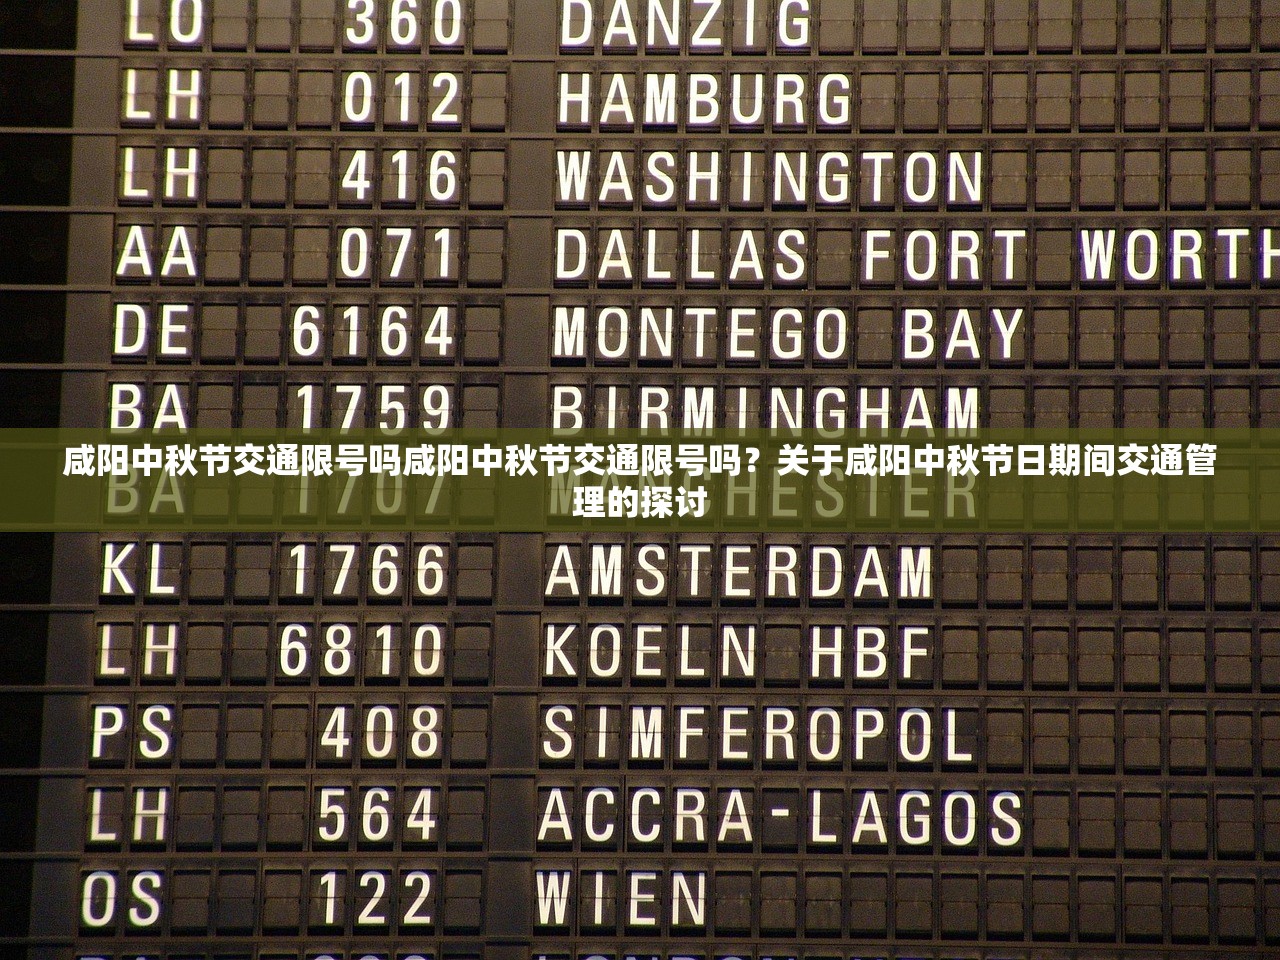 LO 360 DANZIG
LH 012 HAMBURG
LH 416 WASHINGTON
AA 071 DALLAS FORT WORTH
DE 6164 MONTEGO BAY
BA 1759 BIRMINGHAM
咸阳中秋节交通限号吗咸阳中秋节交通限号吗？关于咸阳中秋节日期间交通管
理的探讨
BA 1707 MANCHESTER
KL 1766 AMSTERDAM
LH 6810 KOELN HBF
PS 408 SIMFEROPOL
LH 564 ACCRA-LAGOS
OS 122 WIEN